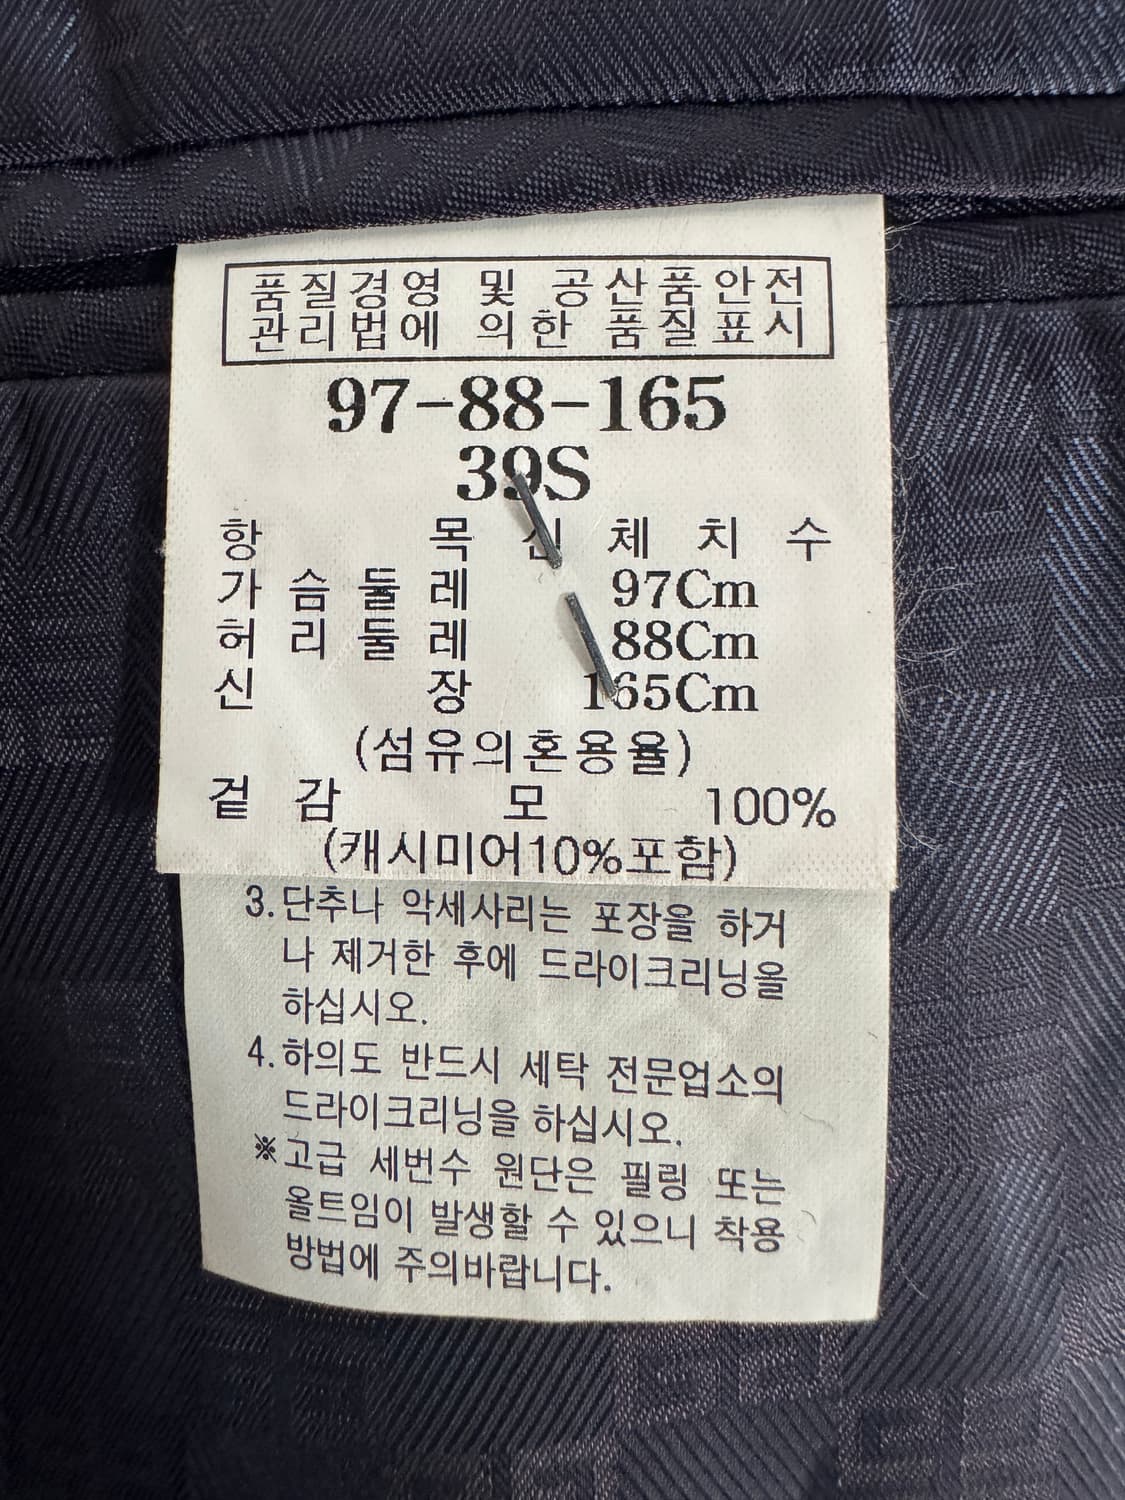 품질경영 및 공산품안전
관리법에 의한 품질표시
97-88-165
39S
항 목 신 체 치 수
가 슴 둘 레 97Cm
허 리 둘 레 88Cm
신 장 165Cm
(섬유의혼용율)
겉 감 모 100%
(캐시미어10%포함)
3.단추나 악세사리는 포장을 하거
나 제거한 후에 드라이크리닝을
하십시오.
4.하의도 반드시 세탁 전문업소의
드라이크리닝을 하십시오.
※고급 세번수 원단은 필링 또는
올트임이 발생할 수 있으니 착용
방법에 주의바랍니다.